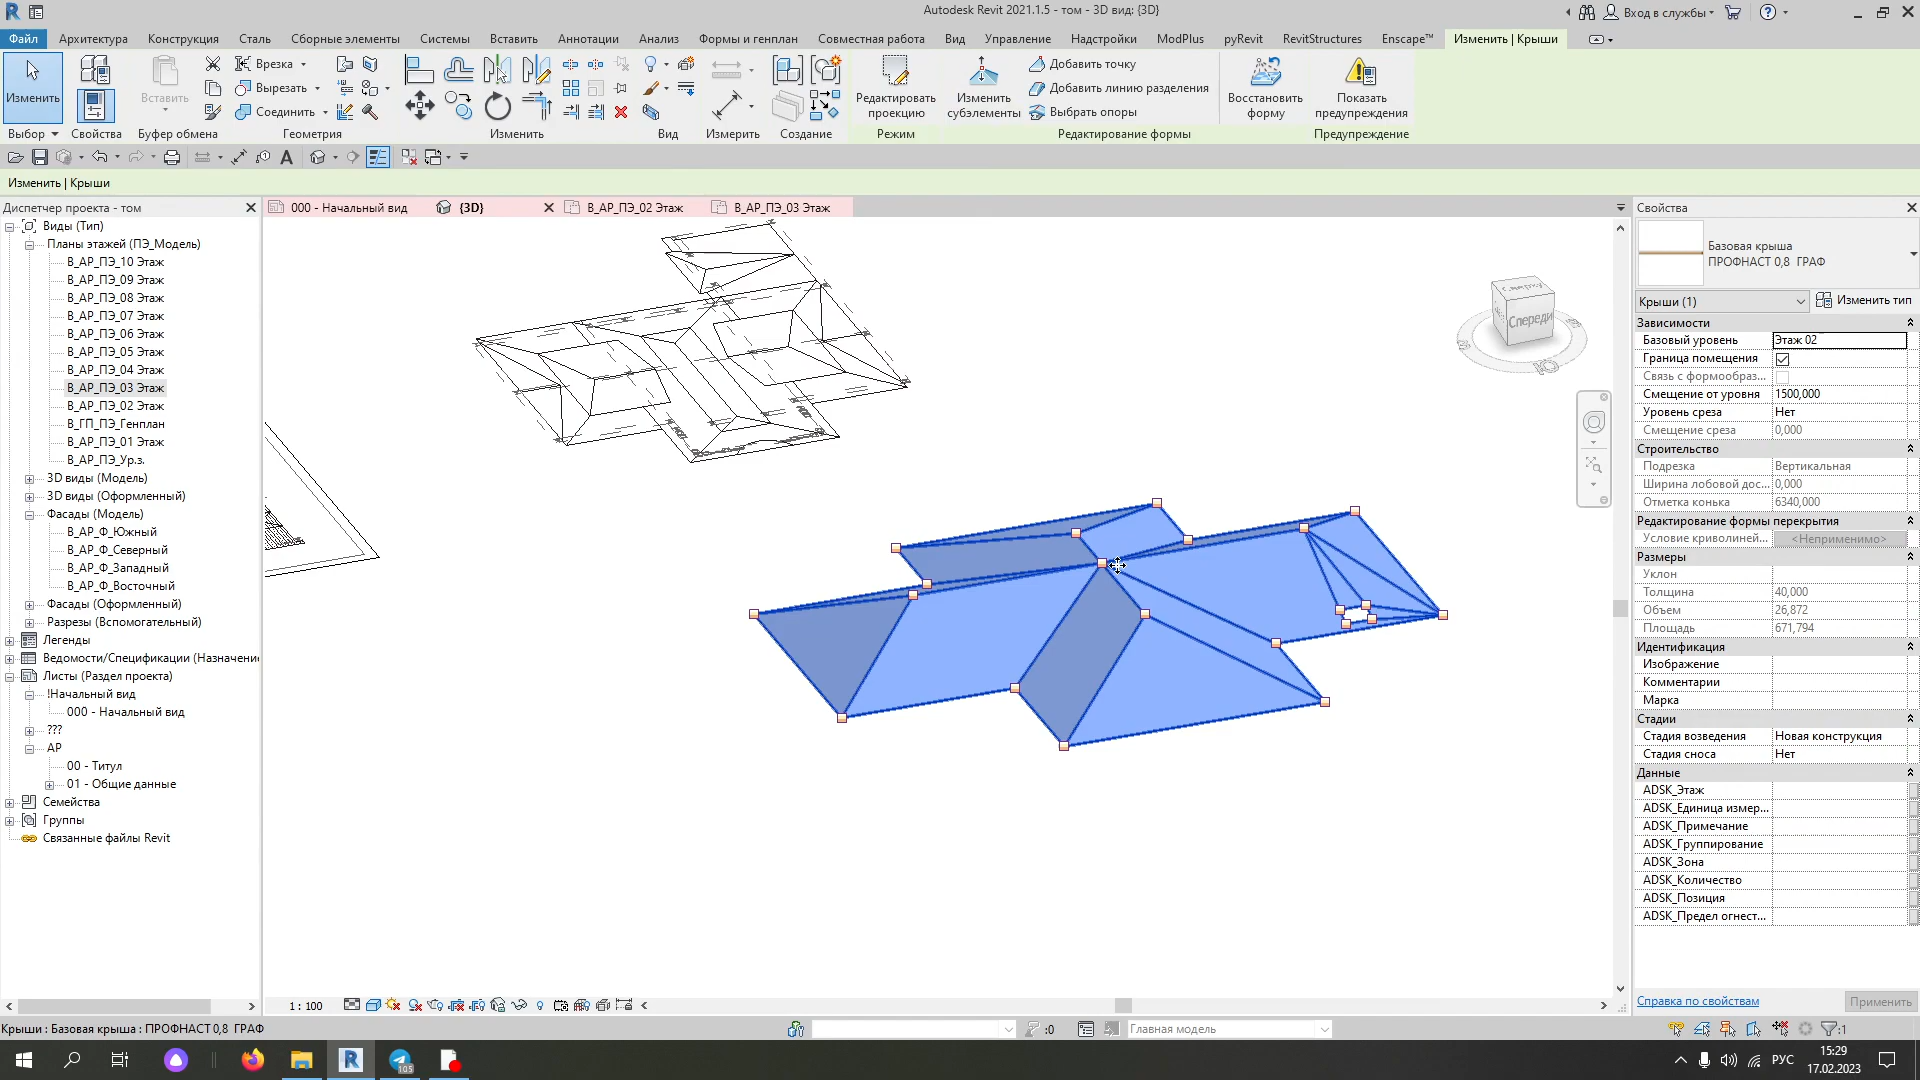 Autodesk Revit 2021.1.5 - том - 3D вид: {3D}
Вход в службы
Файл
Архитектура
Конструкция
Сталь
Сборные элементы
Системы
Вставить
Аннотации
Анализ
Формы и генплан
Совместная работа
Вид
Управление
Надстройки
ModPlus
pyRevit
RevitStructures
Enscape™
Изменить | Крыши
Изменить
Вставить
Врезка
Вырезать
Соединить
Редактировать проекцию
Изменить субэлементы
Добавить точку
Добавить линию разделения
Выбрать опоры
Восстановить форму
Показать предупреждения
Выбор
Свойства
Буфер обмена
Геометрия
Изменить
Вид
Измерить
Создание
Режим
Редактирование формы
Предупреждение
Изменить | Крыши
Диспетчер проекта - том
000 - Начальный вид
{3D}
В_АР_ПЭ_02 Этаж
В_АР_ПЭ_03 Этаж
Виды (Тип)
Планы этажей (ПЭ_Модель)
В_АР_ПЭ_10 Этаж
В_АР_ПЭ_09 Этаж
В_АР_ПЭ_08 Этаж
В_АР_ПЭ_07 Этаж
В_АР_ПЭ_06 Этаж
В_АР_ПЭ_05 Этаж
В_АР_ПЭ_04 Этаж
В_АР_ПЭ_03 Этаж
В_АР_ПЭ_02 Этаж
В_ГП_ПЭ_Генплан
В_АР_ПЭ_01 Этаж
В_АР_ПЭ_Ур.з.
3D виды (Модель)
3D виды (Оформленный)
Фасады (Модель)
В_АР_Ф_Южный
В_АР_Ф_Северный
В_АР_Ф_Западный
В_АР_Ф_Восточный
Фасады (Оформленный)
Разрезы (Вспомогательный)
Легенды
Ведомости/Спецификации (Назначени
Листы (Раздел проекта)
!Начальный вид
000 - Начальный вид
???
АР
00 - Титул
01 - Общие данные
Семейства
Группы
Связанные файлы Revit
Сверху
Спереди
Ю
Свойства
Базовая крыша
ПРОФНАСТ 0,8 ГРАФ
Крыши (1)
Изменить тип
Зависимости
Базовый уровень Этаж 02
Граница помещения
Связь с формообраз...
Смещение от уровня 1500,000
Уровень среза Нет
Смещение среза 0,000
Строительство
Подрезка Вертикальная
Ширина лобовой дос... 0,000
Отметка конька 6340,000
Редактирование формы перекрытия
Условие криволиней... <Неприменимо>
Размеры
Уклон
Толщина 40,000
Объем 26,872
Площадь 671,794
Идентификация
Изображение
Комментарии
Марка
Стадии
Стадия возведения Новая конструкция
Стадия сноса Нет
Данные
ADSK_Этаж
ADSK_Единица измер...
ADSK_Примечание
ADSK_Группирование
ADSK_Зона
ADSK_Количество
ADSK_Позиция
ADSK_Предел огнест...
Справка по свойствам
Применить
1 : 100
Крыши : Базовая крыша : ПРОФНАСТ 0,8 ГРАФ
:0
Главная модель
:1
105
РУС
15:29
17.02.2023